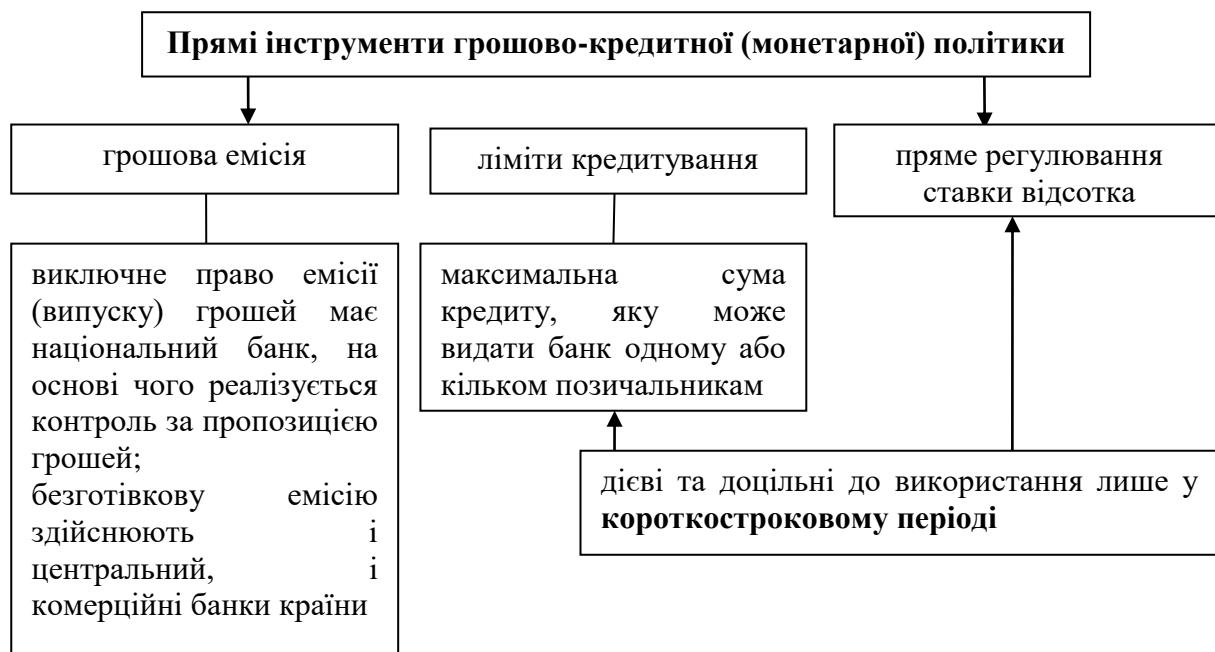 Прямі інструменти грошово-кредитної (монетарної) політики
грошова емісія
ліміти кредитування
пряме регулювання
ставки відсотка
виключне право емісії
(випуску) грошей має
національний банк, на
основі чого реалізується
контроль за пропозицією
грошей;
безготівкову емісію
здійснюють і
центральний, і
комерційні банки країни
максимальна сума
кредиту, яку може
видати банк одному або
кільком позичальникам
дієві та доцільні до використання лише у
короткостроковому періоді